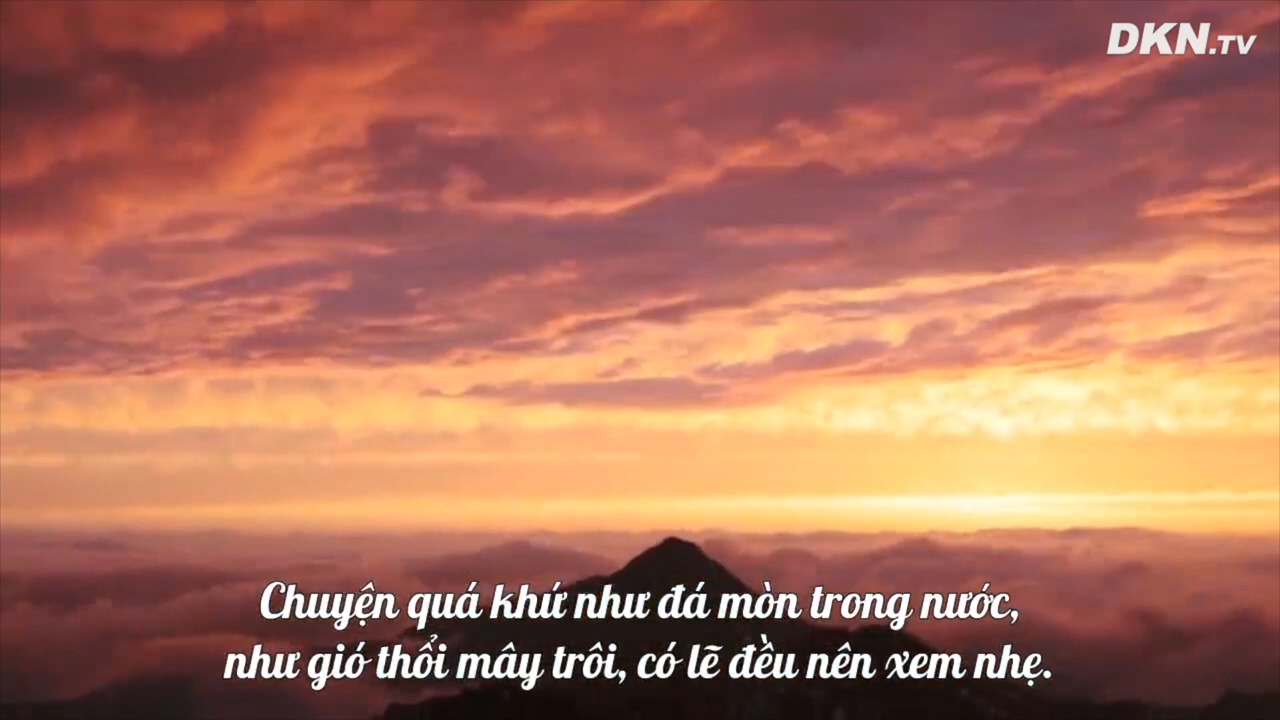 DKN.TV
Chuyện quá khứ như đá mòn trong nước,
như gió thổi mây trôi, có lẽ đều nên xem nhẹ.